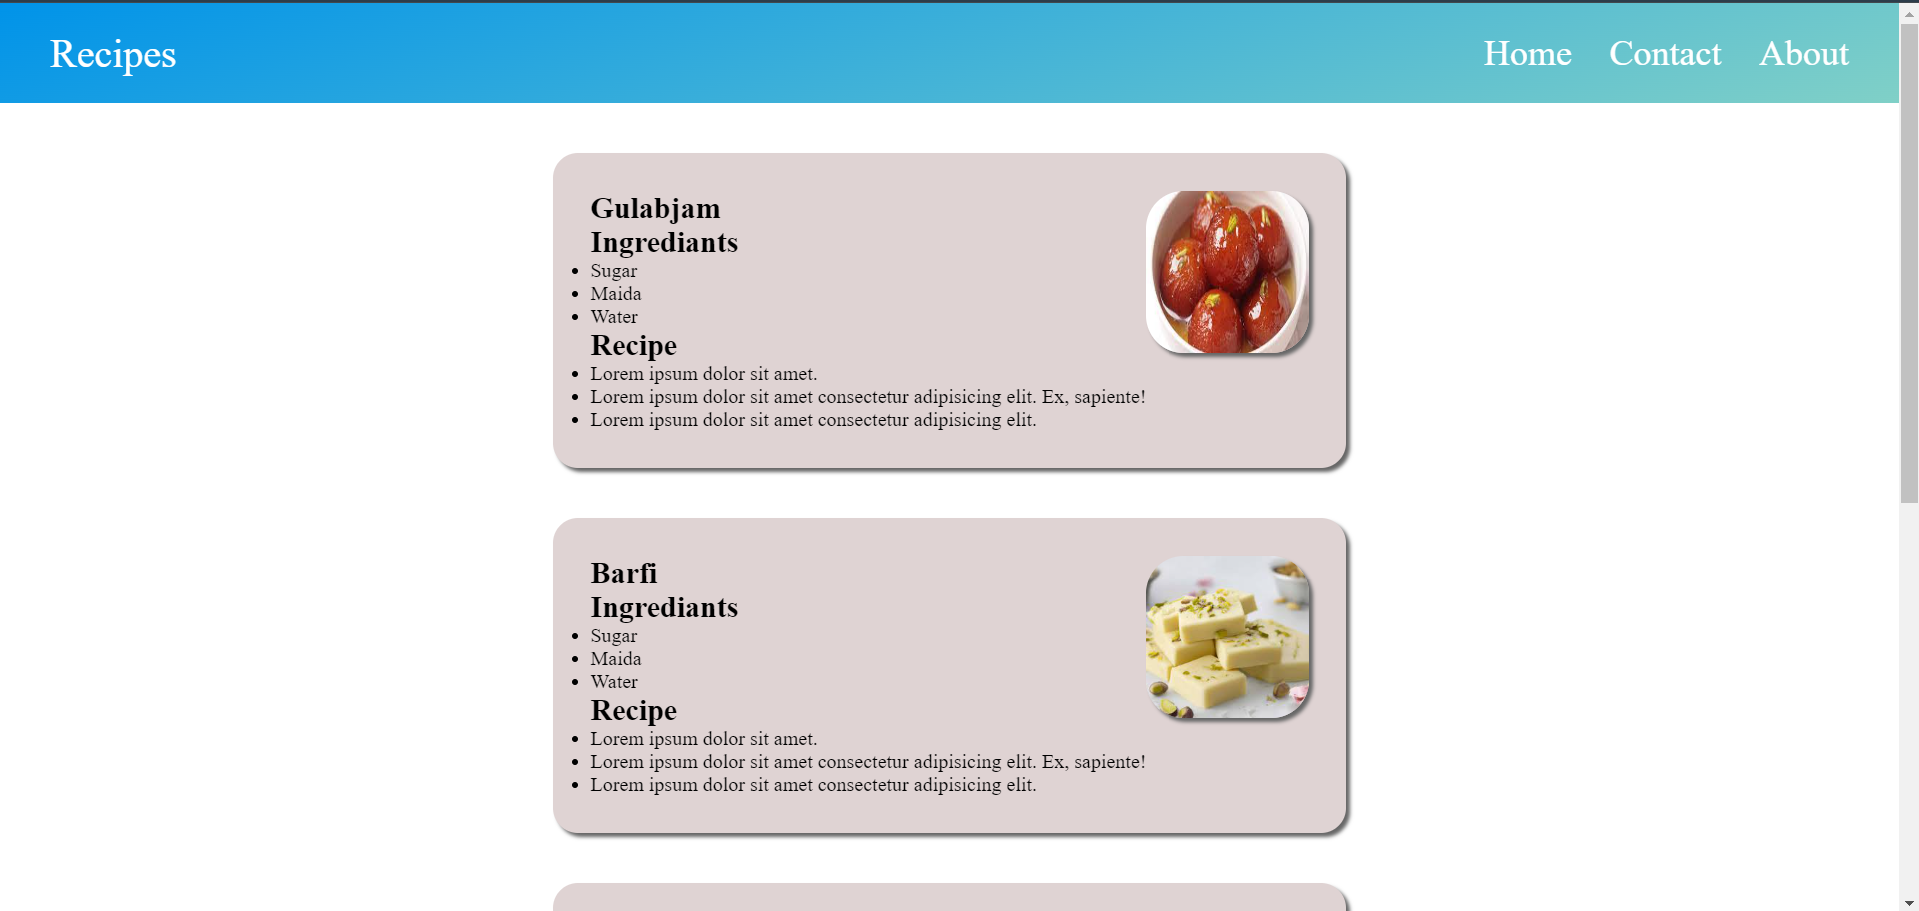 Recipes
Home Contact About
Gulabjam
Ingrediants
Sugar
Maida
Water
Recipe
Lorem ipsum dolor sit amet.
Lorem ipsum dolor sit amet consectetur adipisicing elit. Ex, sapiente!
Lorem ipsum dolor sit amet consectetur adipisicing elit.
Barfi
Ingrediants
Sugar
Maida
Water
Recipe
Lorem ipsum dolor sit amet.
Lorem ipsum dolor sit amet consectetur adipisicing elit. Ex, sapiente!
Lorem ipsum dolor sit amet consectetur adipisicing elit.